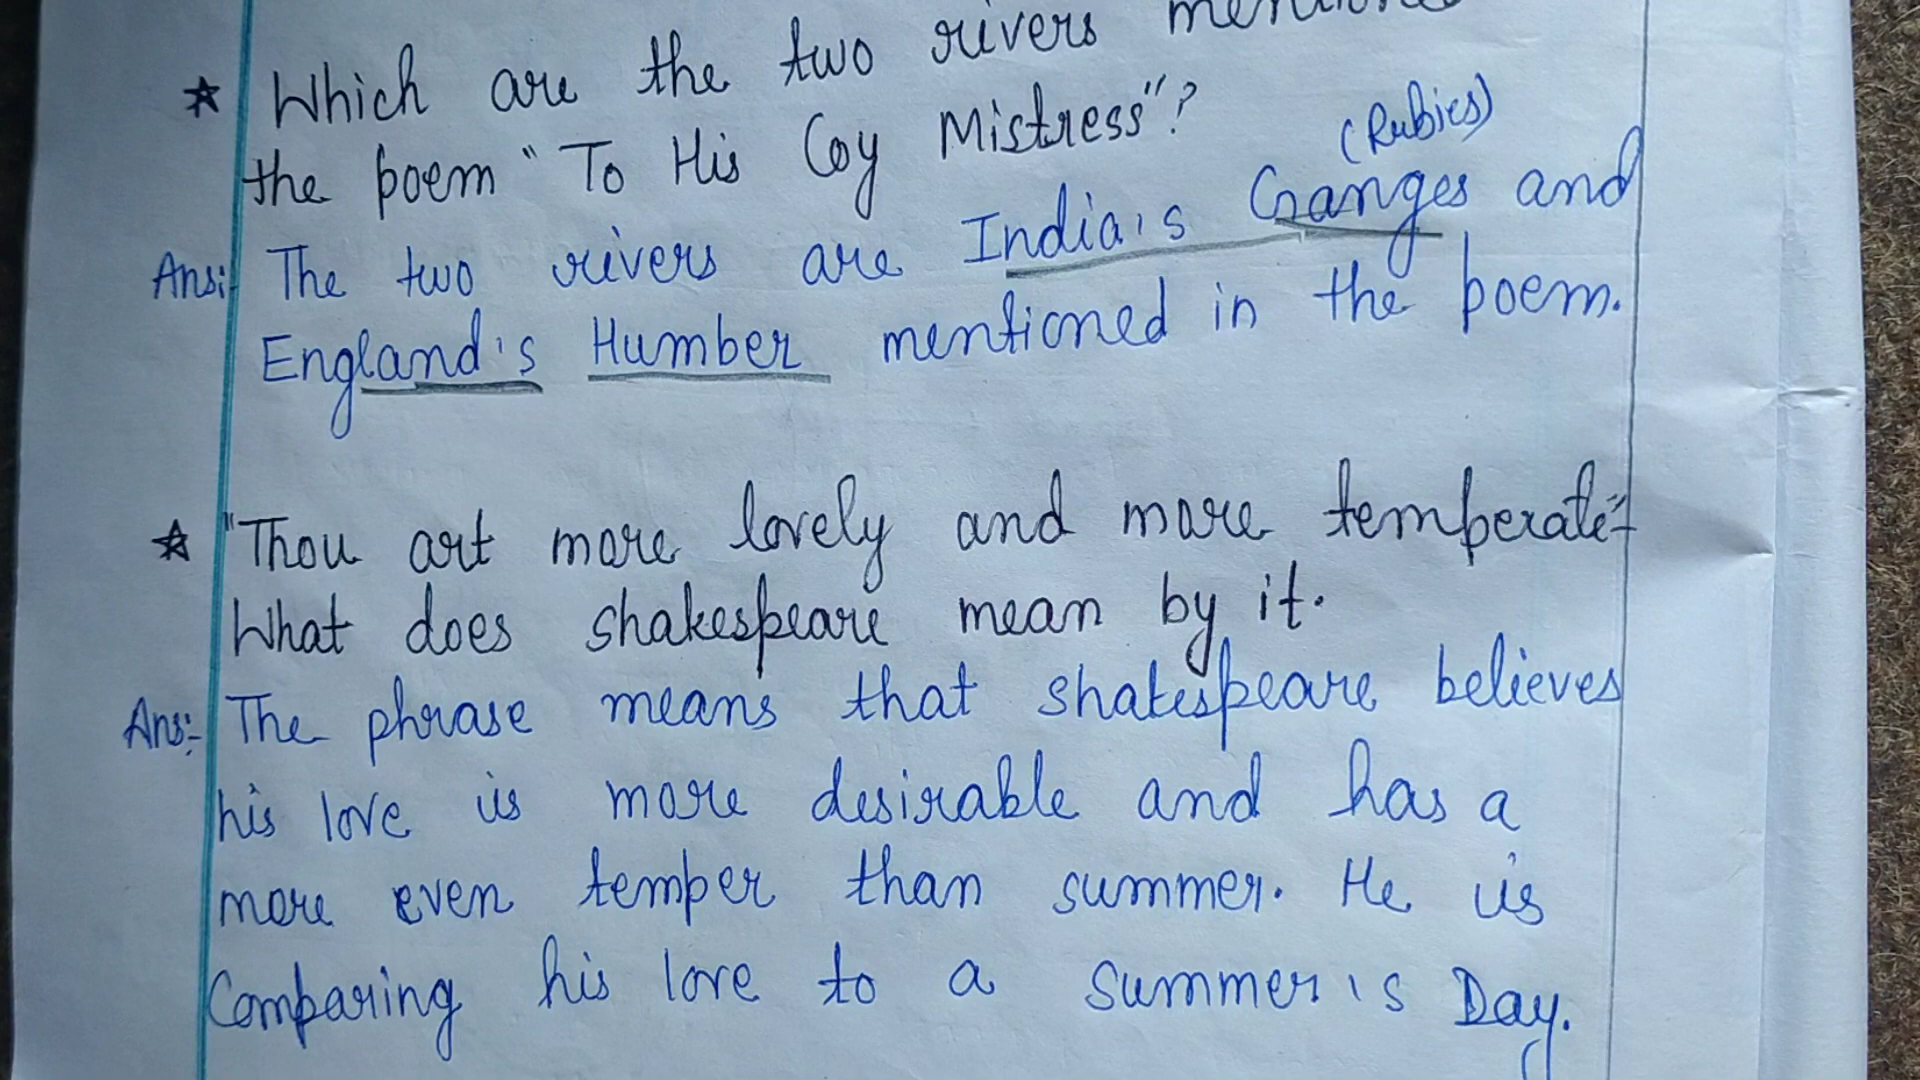 ★ Which are the two rivers mentioned
the poem "To His Coy Mistress"?
(Rubies)
Ans:- The two rivers are India's Ganges and
England's Humber mentioned in the poem.
★ "Thou art more lovely and more temperate"-
What does shakespeare mean by it.
Ans:- The phrase means that shakespeare believes
his love is more desirable and has a
more even temper than summer. He is
Comparing his love to a Summer's Day.